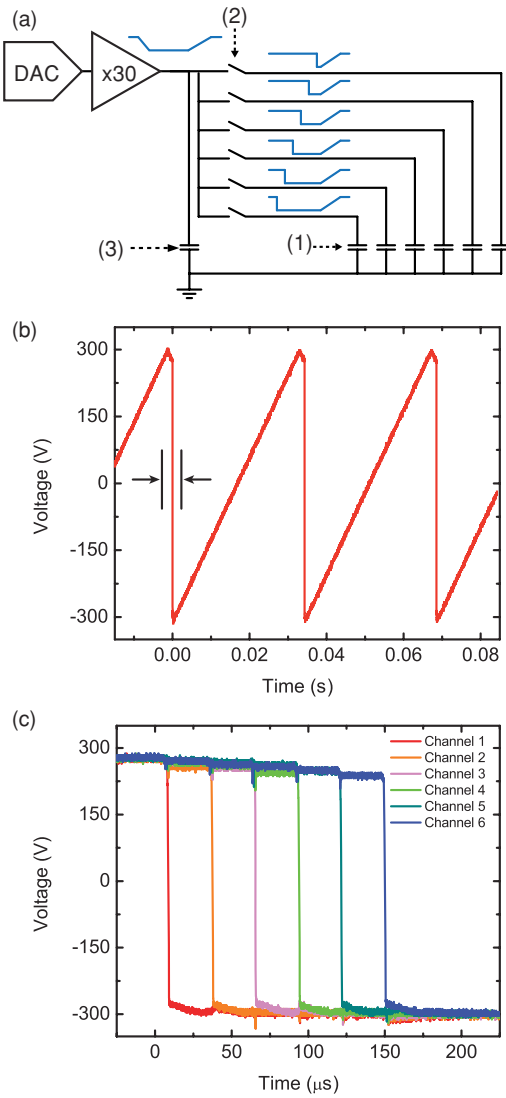 (a)
(2)
DAC
x30
(3)
(1)
(b)
300
150
0
-150
-300
Voltage (V)
0.00 0.02 0.04 0.06 0.08
Time (s)
(c)
300
150
0
-150
-300
Voltage (V)
Channel 1
Channel 2
Channel 3
Channel 4
Channel 5
Channel 6
0 50 100 150 200
Time (μs)